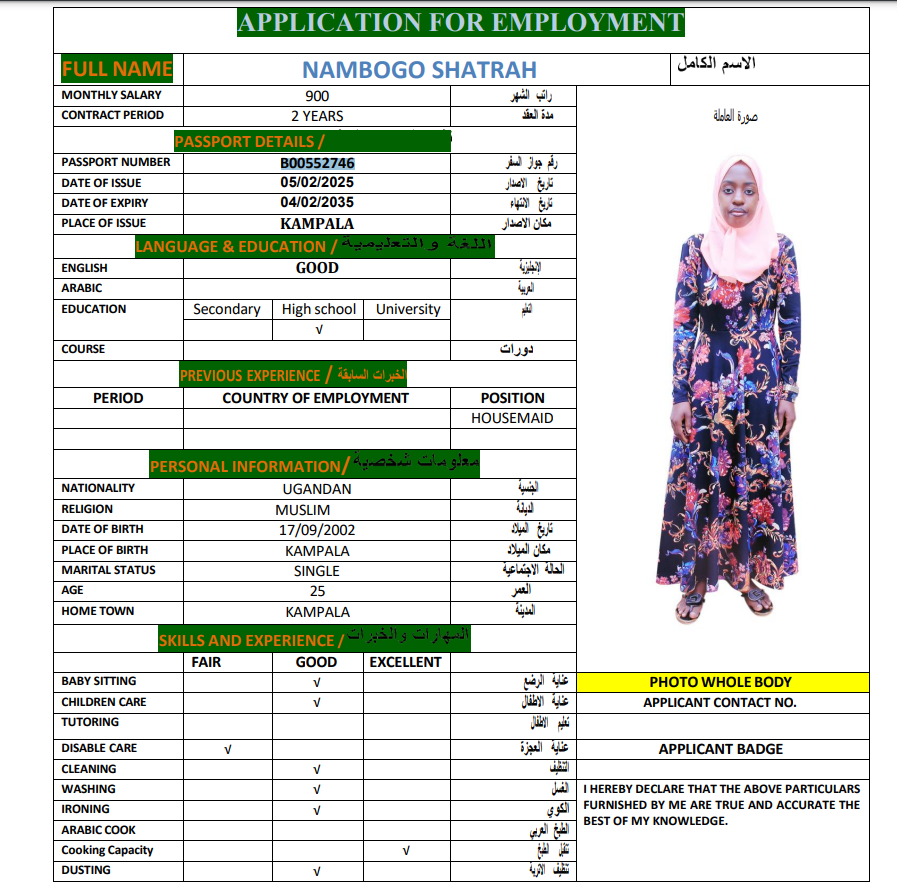 APPLICATION FOR EMPLOYMENT
FULL NAME NAMBOGO SHATRAH الاسم الكامل
MONTHLY SALARY 900 راتب الشهر
CONTRACT PERIOD 2 YEARS مدة العقد
صورة العاملة
PASSPORT DETAILS /
PASSPORT NUMBER B00552746 رقم جواز السفر
DATE OF ISSUE 05/02/2025 تاريخ الاصدار
DATE OF EXPIRY 04/02/2035 تاريخ الانتهاء
PLACE OF ISSUE KAMPALA مكان الاصدار
LANGUAGE & EDUCATION / اللغة والتعليمية
ENGLISH GOOD الإنجليزية
ARABIC العربية
EDUCATION Secondary High school University
√
COURSE دورات
PREVIOUS EXPERIENCE / الخبرات السابقة
PERIOD COUNTRY OF EMPLOYMENT POSITION
HOUSEMAID
PERSONAL INFORMATION/ معلومات شخصية
NATIONALITY UGANDAN الجنسية
RELIGION MUSLIM الديانة
DATE OF BIRTH 17/09/2002 تاريخ الميلاد
PLACE OF BIRTH KAMPALA مكان الميلاد
MARITAL STATUS SINGLE الحالة الاجتماعية
AGE 25 العمر
HOME TOWN KAMPALA المدينة
SKILLS AND EXPERIENCE / المهارات والخبرات
FAIR GOOD EXCELLENT
BABY SITTING √ عناية الرضع
CHILDREN CARE √ عناية الاطفال
TUTORING تعليم الاطفال
DISABLE CARE √ عناية العجزة
CLEANING √ التنظيف
WASHING √ الغسل
IRONING √ الكوي
ARABIC COOK الطبخ العربي
Cooking Capacity √ الطبخ
DUSTING √ تنظيف الاتربة
PHOTO WHOLE BODY
APPLICANT CONTACT NO.
APPLICANT BADGE
I HEREBY DECLARE THAT THE ABOVE PARTICULARS
FURNISHED BY ME ARE TRUE AND ACCURATE THE
BEST OF MY KNOWLEDGE.